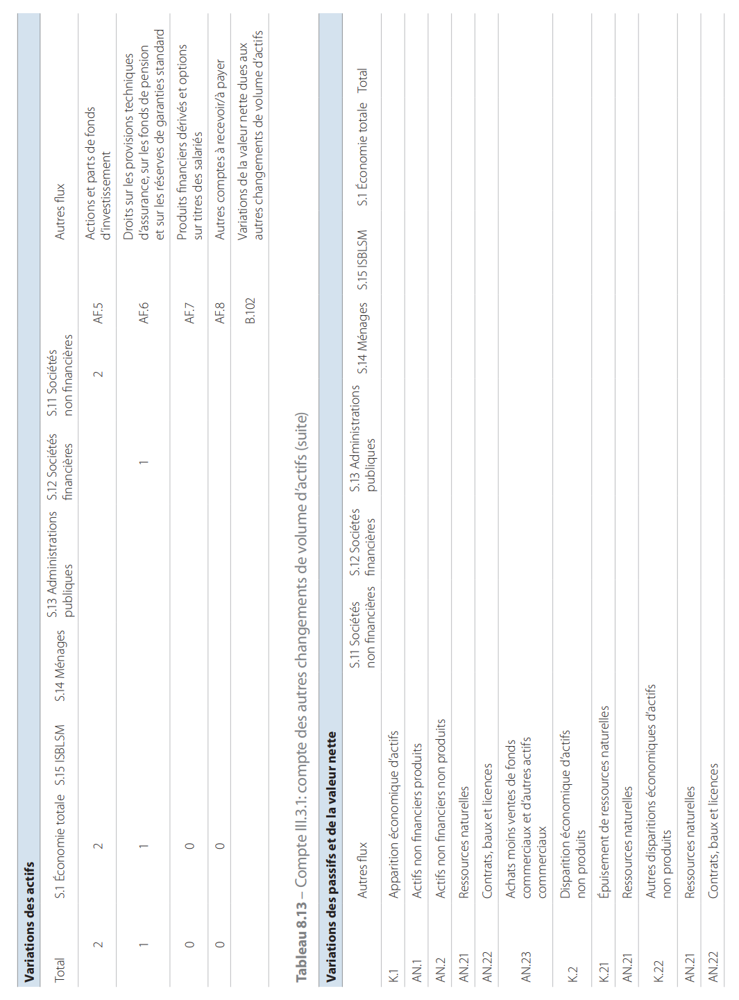 Variations des actifs
Total S.1 Économie totale S.15 ISBLSM S.14 Ménages S.13 Administrations publiques S.12 Sociétés financières S.11 Sociétés non financières Autres flux
2 2 2 AF.5 Actions et parts de fonds
d’investissement
1 1 1 AF.6 Droits sur les provisions techniques
d’assurance, sur les fonds de pension
et sur les réserves de garanties standard
0 0 AF.7 Produits financiers dérivés et options
sur titres des salariés
0 0 AF.8 Autres comptes à recevoir/à payer
B.102 Variations de la valeur nette dues aux
autres changements de volume d’actifs
Tableau 8.13 – Compte III.3.1: compte des autres changements de volume d’actifs (suite)
Variations des passifs et de la valeur nette
Autres flux S.11 Sociétés non financières S.12 Sociétés financières S.13 Administrations publiques S.14 Ménages S.15 ISBLSM S.1 Économie totale Total
K.1 Apparition économique d’actifs
AN.1 Actifs non financiers produits
AN.2 Actifs non financiers non produits
AN.21 Ressources naturelles
AN.22 Contrats, baux et licences
AN.23 Achats moins ventes de fonds
commerciaux et d’autres actifs
commerciaux
K.2 Disparition économique d’actifs
non produits
K.21 Épuisement de ressources naturelles
AN.21 Ressources naturelles
K.22 Autres disparitions économiques d’actifs
non produits
AN.21 Ressources naturelles
AN.22 Contrats, baux et licences